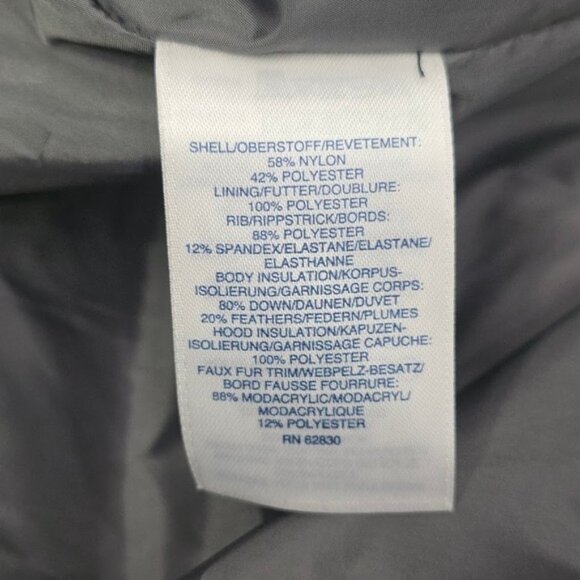 SHELL/OBERSTOFF/REVETEMENT:
58% NYLON
42% POLYESTER
LINING/FUTTER/DOUBLURE:
100% POLYESTER
RIB/RIPPSTRICK/BORDS:
88% POLYESTER
12% SPANDEX/ELASTANE/ELASTANE/
ELASTHANNE
BODY INSULATION/KORPUS-
ISOLIERUNG/GARNISSAGE CORPS:
80% DOWN/DAUNEN/DUVET
20% FEATHERS/FEDERN/PLUMES
HOOD INSULATION/KAPUZEN-
ISOLIERUNG/GARNISSAGE CAPUCHE:
100% POLYESTER
FAUX FUR TRIM/WEBPELZ-BESATZ/
BORD FAUSSE FOURRURE:
88% MODACRYLIC/MODACRYL/
MODACRYLIQUE
12% POLYESTER
RN 62830